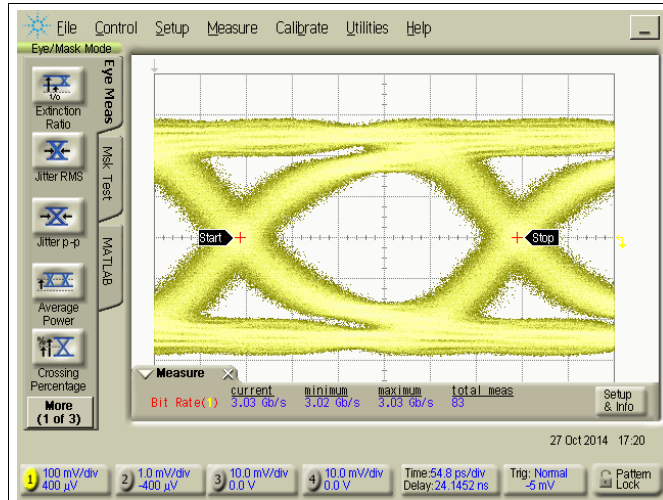 File Control Setup Measure Calibrate Utilities Help
Eye/Mask Mode
Eye Meas
Msk Test
MATLAB
1/0
Extinction
Ratio
Jitter RMS
Jitter p-p
Average
Power
Crossing
Percentage
More
(1 of 3)
Start
Stop
Measure
current minimum maximum total meas
Bit Rate(1) 3.03 Gb/s 3.02 Gb/s 3.03 Gb/s 83
Setup
& Info
27 Oct 2014 17:20
1 100 mV/div
400 µV
2 1.0 mV/div
-400 µV
3 10.0 mV/div
0.0 V
4 10.0 mV/div
0.0 V
Time:54.8 ps/div
Delay:24.1452 ns
Trig: Normal
-5 mV
Pattern
Lock